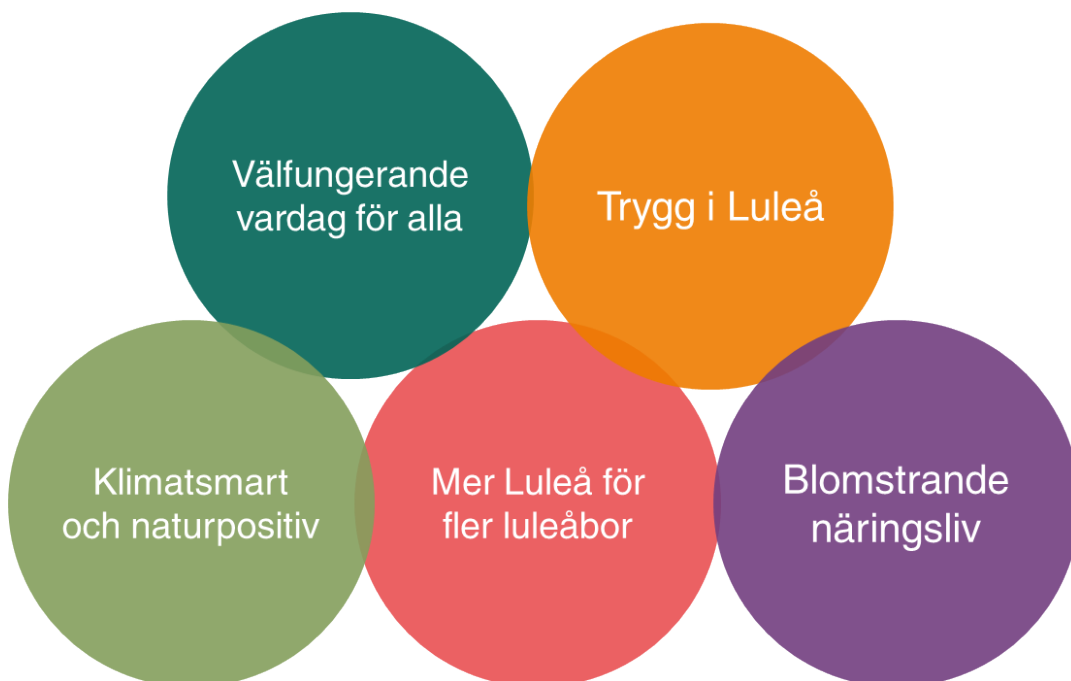 Välfungerande
vardag för alla
Trygg i Luleå
Klimatsmart
och naturpositiv
Mer Luleå för
fler luleåbor
Blomstrande
näringsliv